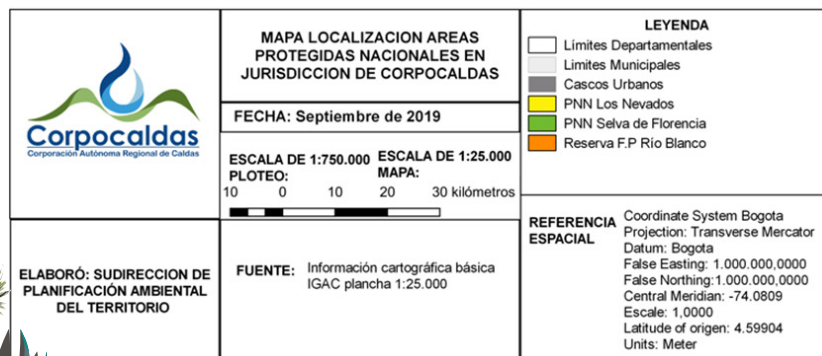 Corpocaldas
Corporación Autónoma Regional de Caldas
MAPA LOCALIZACION AREAS
PROTEGIDAS NACIONALES EN
JURISDICCION DE CORPOCALDAS
FECHA: Septiembre de 2019
ESCALA DE 1:750.000
PLOTEO:
ESCALA DE 1:25.000
MAPA:
10 0 10 20 30 kilómetros
LEYENDA
Límites Departamentales
Limites Municipales
Cascos Urbanos
PNN Los Nevados
PNN Selva de Florencia
Reserva F.P Río Blanco
ELABORÓ: SUDIRECCION DE
PLANIFICACIÓN AMBIENTAL
DEL TERRITORIO
FUENTE: Información cartográfica básica
IGAC plancha 1:25.000
REFERENCIA
ESPACIAL
Coordinate System Bogota
Projection: Transverse Mercator
Datum: Bogota
False Easting: 1.000.000,0000
False Northing:1.000.000,0000
Central Meridian: -74.0809
Escale: 1,0000
Latitude of origen: 4.59904
Units: Meter